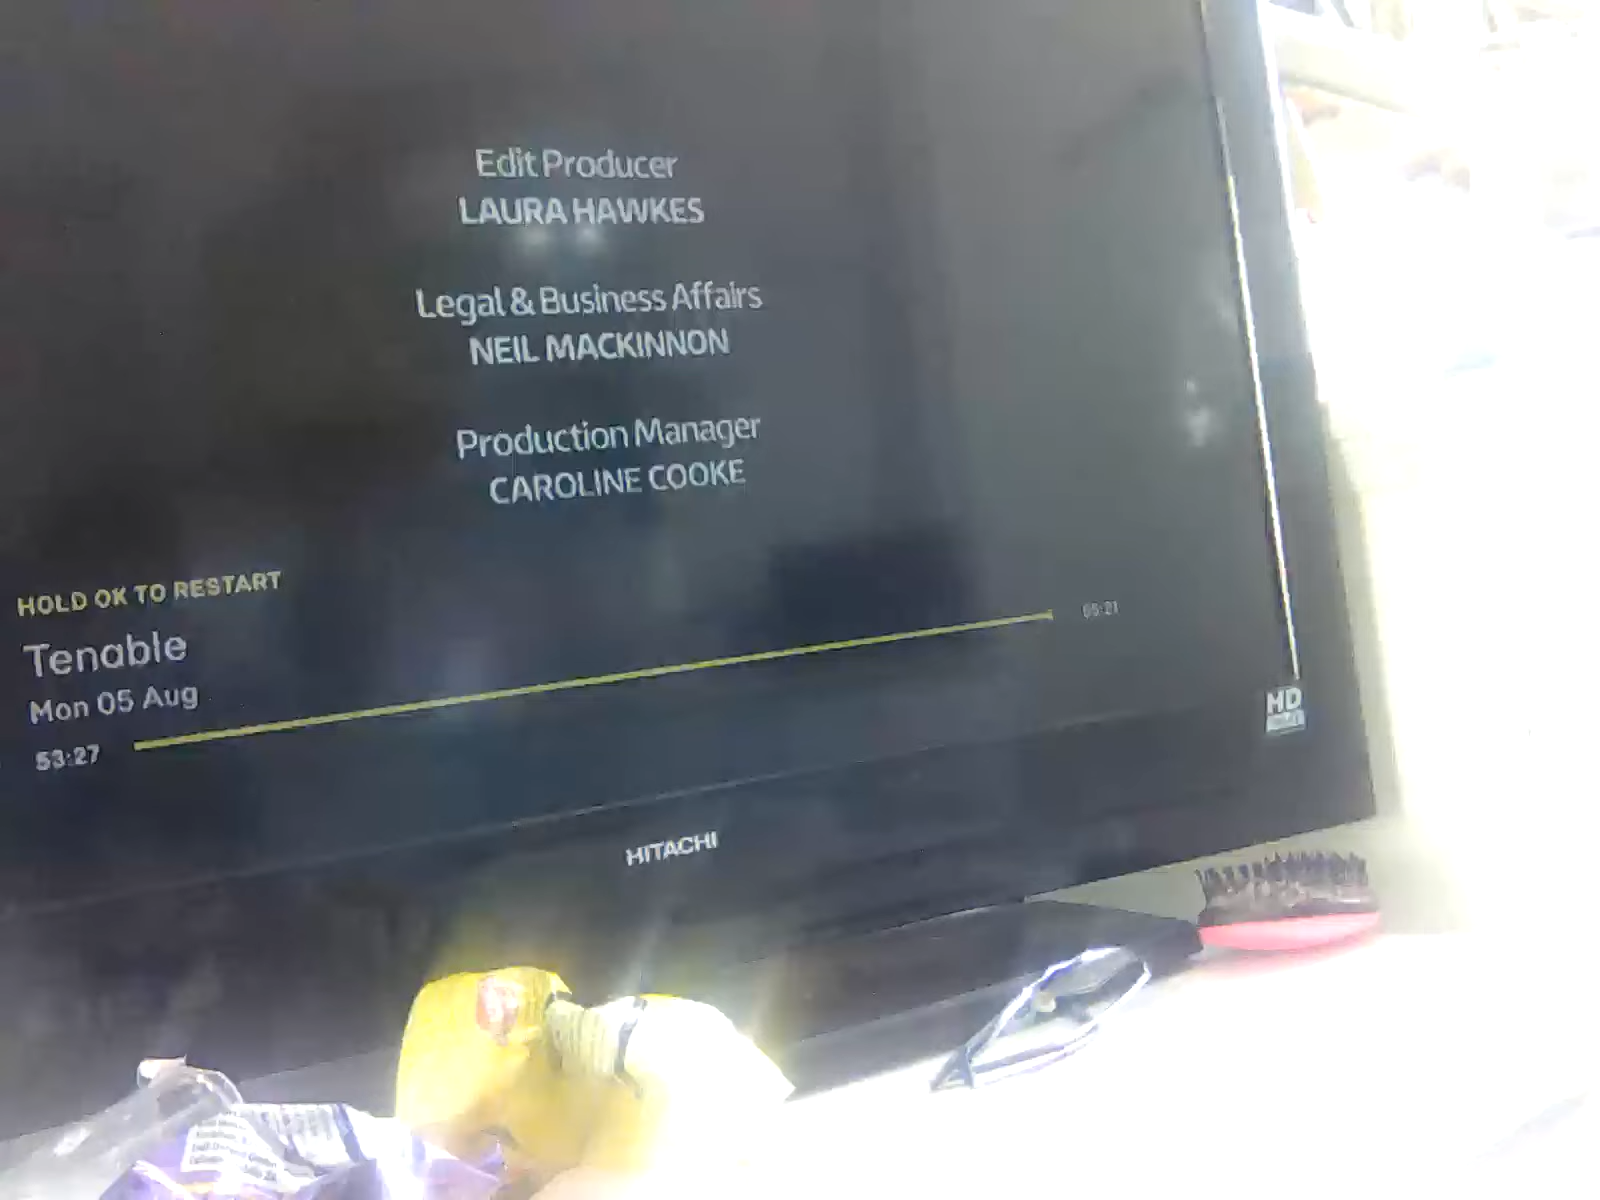 Edit Producer
LAURA HAWKES
Legal & Business Affairs
NEIL MACKINNON
Production Manager
CAROLINE COOKE
HOLD OK TO RESTART
Tenable
Mon 05 Aug
53:27
HD
HITACHI